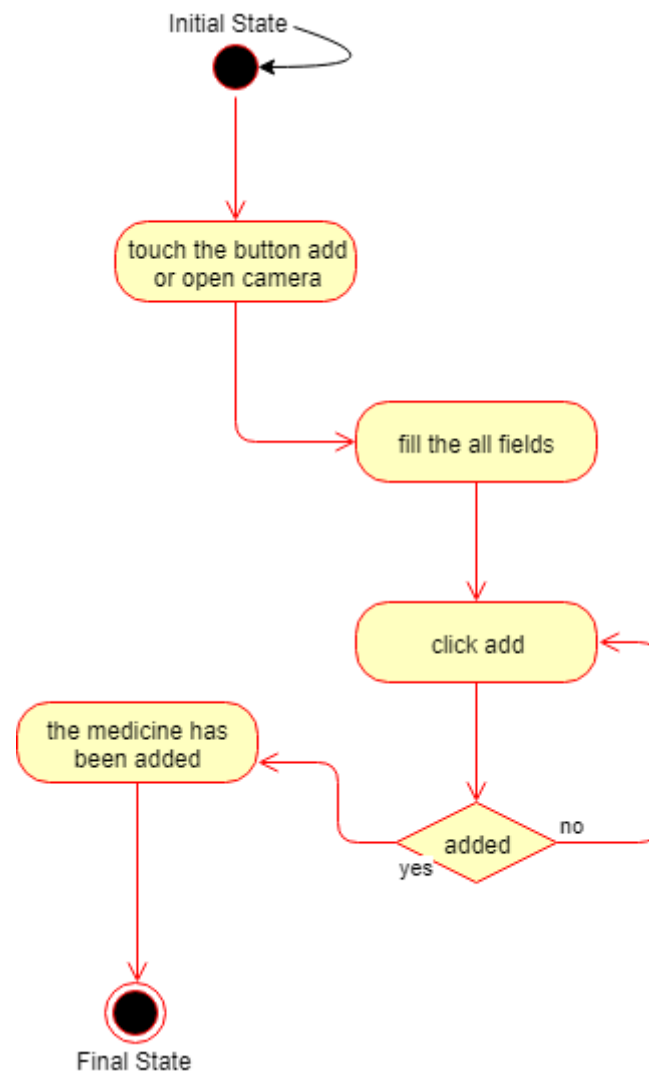 Initial State
touch the button add
or open camera
fill the all fields
click add
the medicine has
been added
added
no
yes
Final State